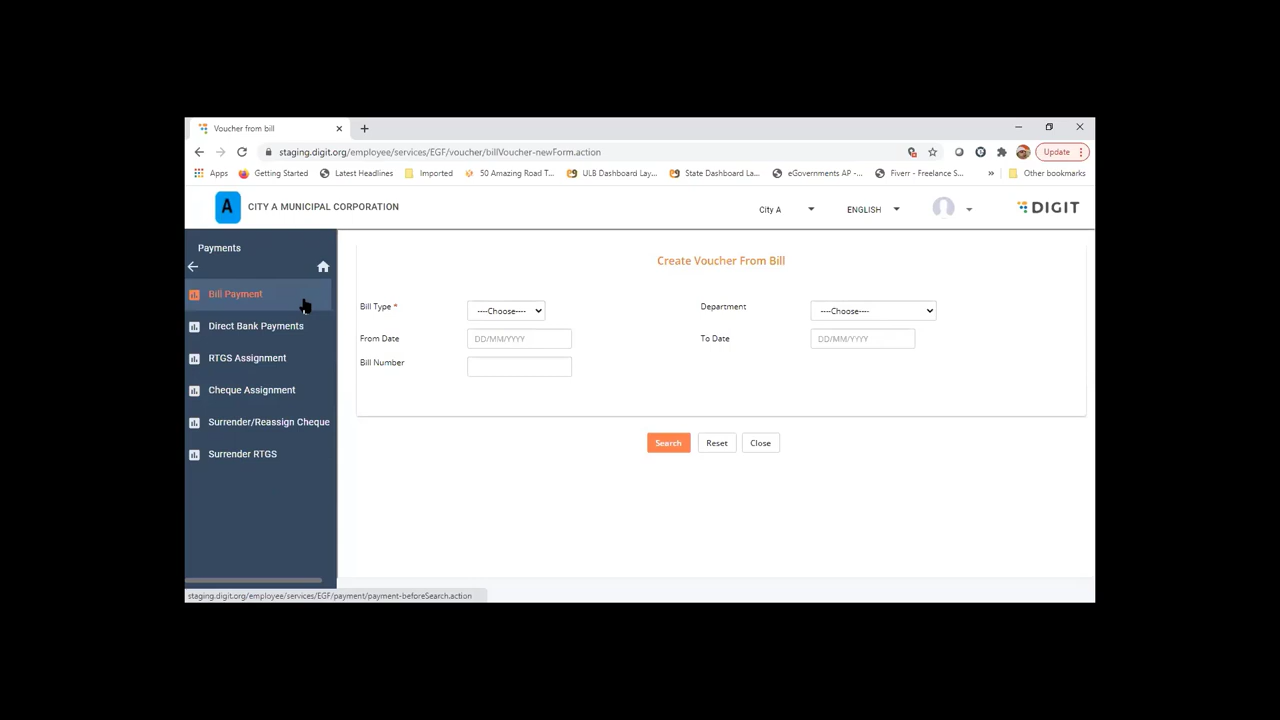 Voucher from bill
staging.digit.org/employee/services/EGF/voucher/billVoucher-newForm.action
Update
Apps
Getting Started
Latest Headlines
Imported
50 Amazing Road T...
ULB Dashboard Lay...
State Dashboard La...
eGovernments AP -...
Fiverr - Freelance S...
»
Other bookmarks
A
CITY A MUNICIPAL CORPORATION
City A
ENGLISH
DIGIT
Payments
Bill Payment
Direct Bank Payments
RTGS Assignment
Cheque Assignment
Surrender/Reassign Cheque
Surrender RTGS
Create Voucher From Bill
Bill Type *
----Choose----
Department
----Choose----
From Date
DD/MM/YYYY
To Date
DD/MM/YYYY
Bill Number
Search
Reset
Close
staging.digit.org/employee/services/EGF/payment/payment-beforeSearch.action